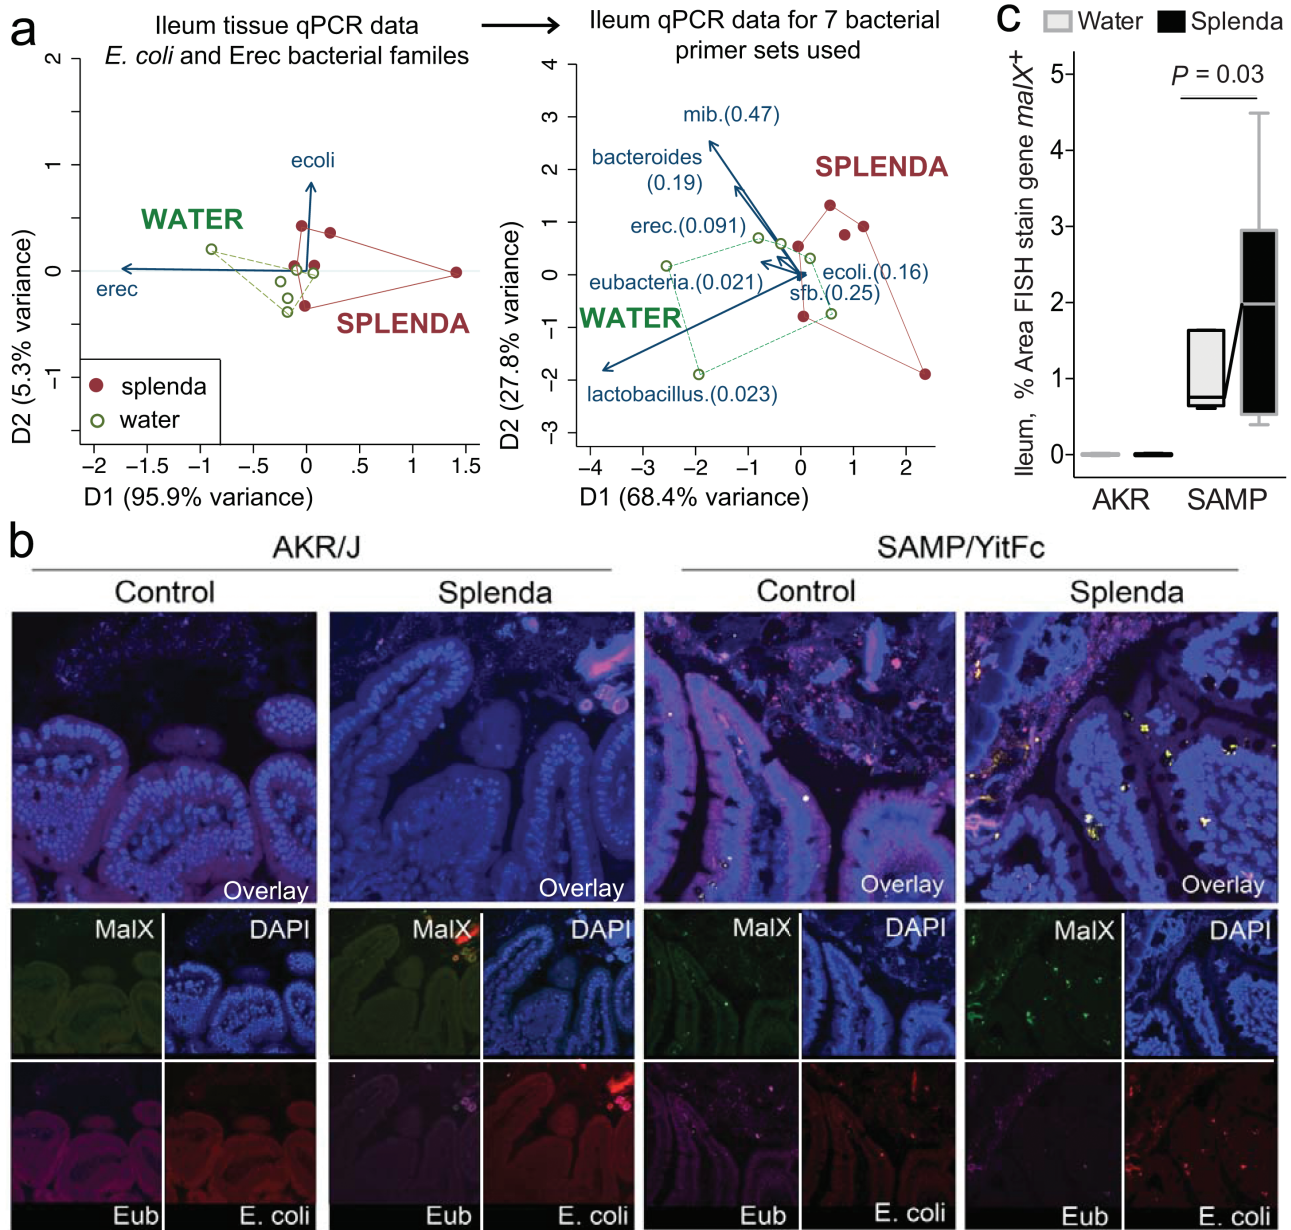 a
Ileum tissue qPCR data
E. coli and Erec bacterial familes
Ileum qPCR data for 7 bacterial
primer sets used
2
1
0
−1
D2 (5.3% variance)
ecoli
WATER
erec
SPLENDA
splenda
water
−2 −1.5 −1 −.5 0 .5 1 1.5
D1 (95.9% variance)
4
3
2
1
0
−1
−2
−3
D2 (27.8% variance)
mib.(0.47)
bacteroides
(0.19)
SPLENDA
erec.(0.091)
ecoli.(0.16)
eubacteria.(0.021)
sfb.(0.25)
WATER
lactobacillus.(0.023)
−4 −3 −2 −1 0 1 2
D1 (68.4% variance)
c
Water Splenda
P = 0.03
5
4
3
2
1
0
Ileum, % Area FISH stain gene malX+
AKR SAMP
b
AKR/J
SAMP/YitFc
Control Splenda Control Splenda
Overlay Overlay Overlay Overlay
MalX DAPI MalX DAPI MalX DAPI MalX DAPI
Eub E. coli Eub E. coli Eub E. coli Eub E. coli